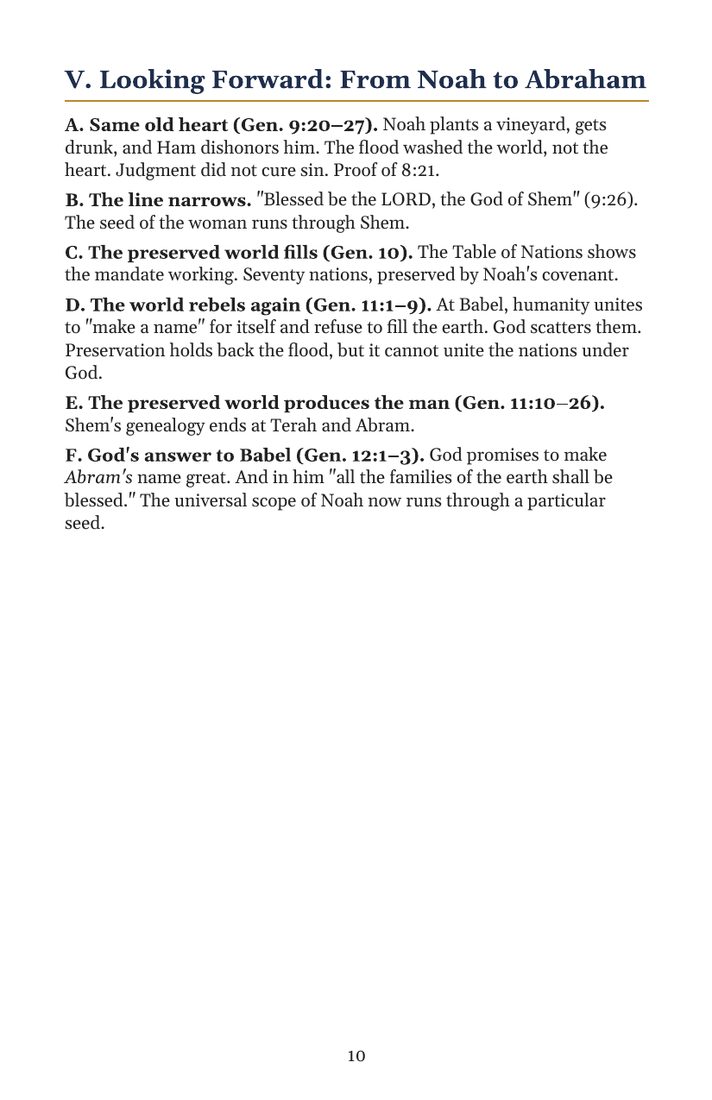 V. Looking Forward: From Noah to Abraham
A. Same old heart (Gen. 9:20–27). Noah plants a vineyard, gets
drunk, and Ham dishonors him. The flood washed the world, not the
heart. Judgment did not cure sin. Proof of 8:21.
B. The line narrows. "Blessed be the LORD, the God of Shem" (9:26).
The seed of the woman runs through Shem.
C. The preserved world fills (Gen. 10). The Table of Nations shows
the mandate working. Seventy nations, preserved by Noah's covenant.
D. The world rebels again (Gen. 11:1–9). At Babel, humanity unites
to "make a name" for itself and refuse to fill the earth. God scatters them.
Preservation holds back the flood, but it cannot unite the nations under
God.
E. The preserved world produces the man (Gen. 11:10–26).
Shem's genealogy ends at Terah and Abram.
F. God's answer to Babel (Gen. 12:1–3). God promises to make
Abram's name great. And in him "all the families of the earth shall be
blessed." The universal scope of Noah now runs through a particular
seed.
10